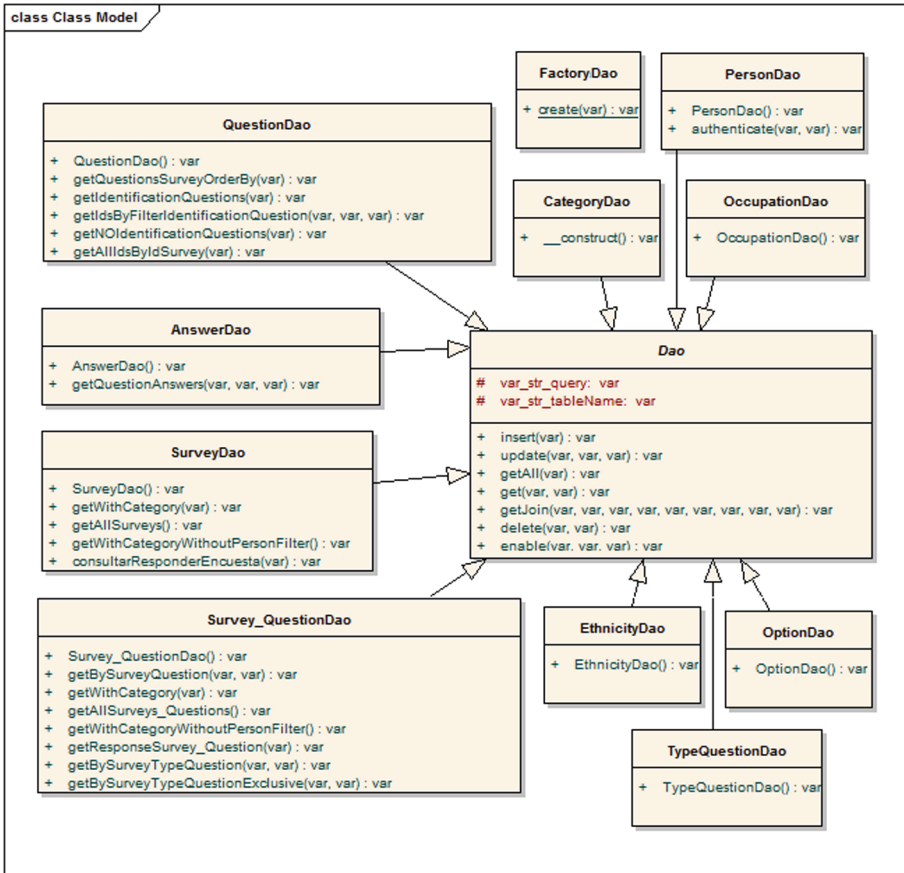 class Class Model
FactoryDao
+ create(var) : var
PersonDao
+ PersonDao() : var
+ authenticate(var, var) : var
QuestionDao
+ QuestionDao() : var
+ getQuestionsSurveyOrderBy(var) : var
+ getIdentificationQuestions(var) : var
+ getIdsByFilterIdentificationQuestion(var, var, var) : var
+ getNOIdentificationQuestions(var) : var
+ getAllIdsByIdSurvey(var) : var
CategoryDao
+ __construct() : var
OccupationDao
+ OccupationDao() : var
AnswerDao
+ AnswerDao() : var
+ getQuestionAnswers(var, var, var) : var
Dao
# var_str_query: var
# var_str_tableName: var
+ insert(var) : var
+ update(var, var, var) : var
+ getAll(var) : var
+ get(var, var) : var
+ getJoin(var, var, var, var, var, var, var, var, var) : var
+ delete(var, var) : var
+ enable(var, var, var) : var
SurveyDao
+ SurveyDao() : var
+ getWithCategory(var) : var
+ getAllSurveys() : var
+ getWithCategoryWithoutPersonFilter() : var
+ consultarResponderEncuesta(var) : var
Survey_QuestionDao
+ Survey_QuestionDao() : var
+ getBySurveyQuestion(var, var) : var
+ getWithCategory(var) : var
+ getAllSurveys_Questions() : var
+ getWithCategoryWithoutPersonFilter() : var
+ getResponseSurvey_Question(var) : var
+ getBySurveyTypeQuestion(var, var) : var
+ getBySurveyTypeQuestionExclusive(var, var) : var
EthnicityDao
+ EthnicityDao() : var
OptionDao
+ OptionDao() : var
TypeQuestionDao
+ TypeQuestionDao() : var